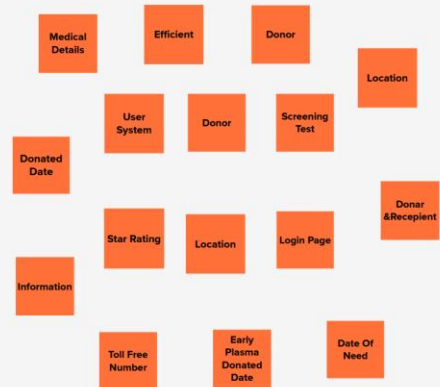 Medical
Details
Efficient
Donor
Location
User
System
Donor
Screening
Test
Donated
Date
Donar
&Recepient
Star Rating
Location
Login Page
Information
Toll Free
Number
Early
Plasma
Donated
Date
Date Of
Need